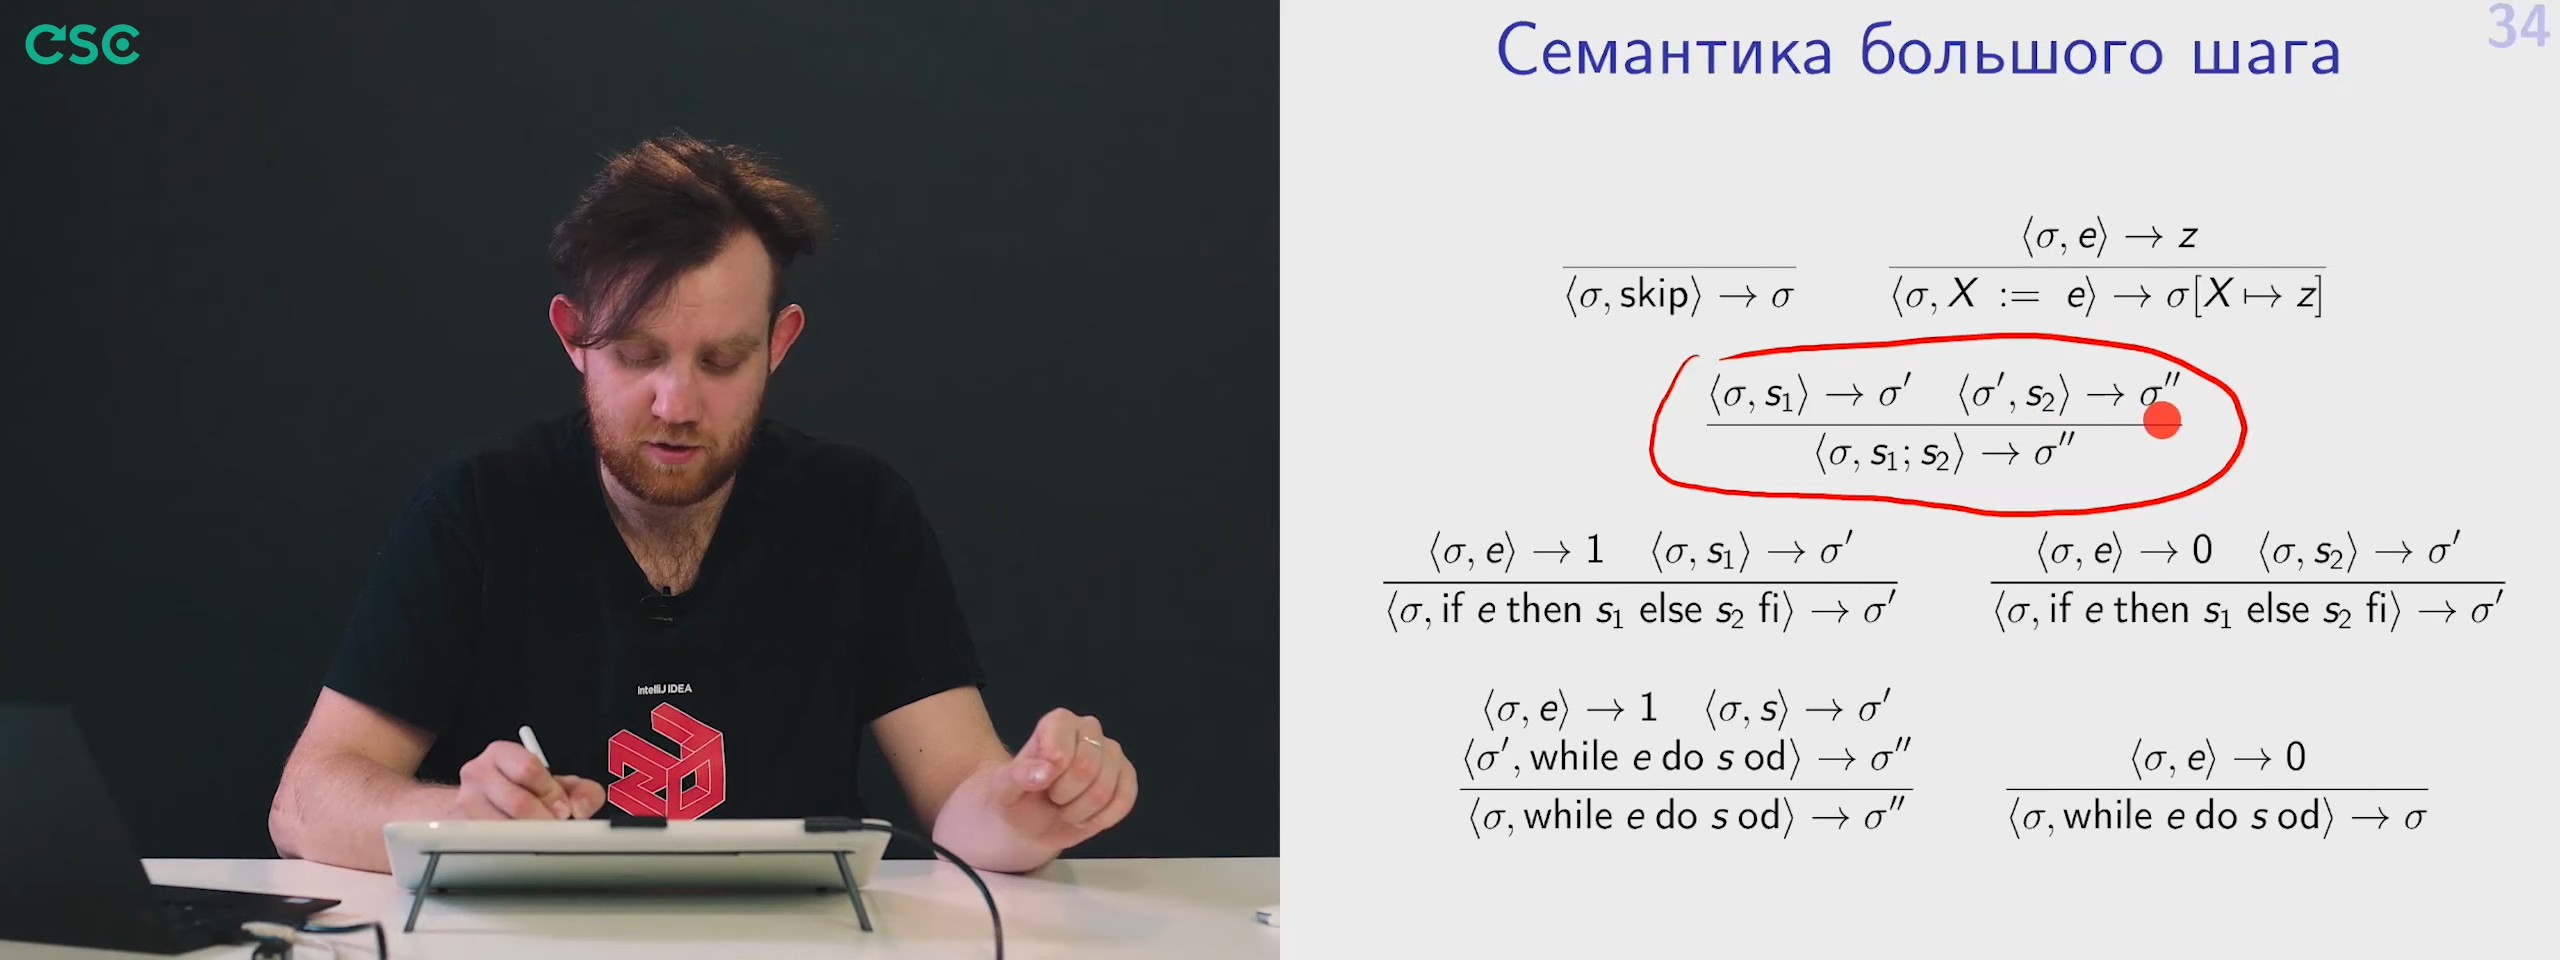 CSC
IntelliJ IDEA
34
Семантика большого шага
⟨σ, e⟩ → z
⟨σ, skip⟩ → σ ⟨σ, X := e⟩ → σ[X ↦ z]
⟨σ, s₁⟩ → σ′ ⟨σ′, s₂⟩ → σ″
⟨σ, s₁; s₂⟩ → σ″
⟨σ, e⟩ → 1 ⟨σ, s₁⟩ → σ′ ⟨σ, e⟩ → 0 ⟨σ, s₂⟩ → σ′
⟨σ, if e then s₁ else s₂ fi⟩ → σ′ ⟨σ, if e then s₁ else s₂ fi⟩ → σ′
⟨σ, e⟩ → 1 ⟨σ, s⟩ → σ′
⟨σ′, while e do s od⟩ → σ″ ⟨σ, e⟩ → 0
⟨σ, while e do s od⟩ → σ″ ⟨σ, while e do s od⟩ → σ